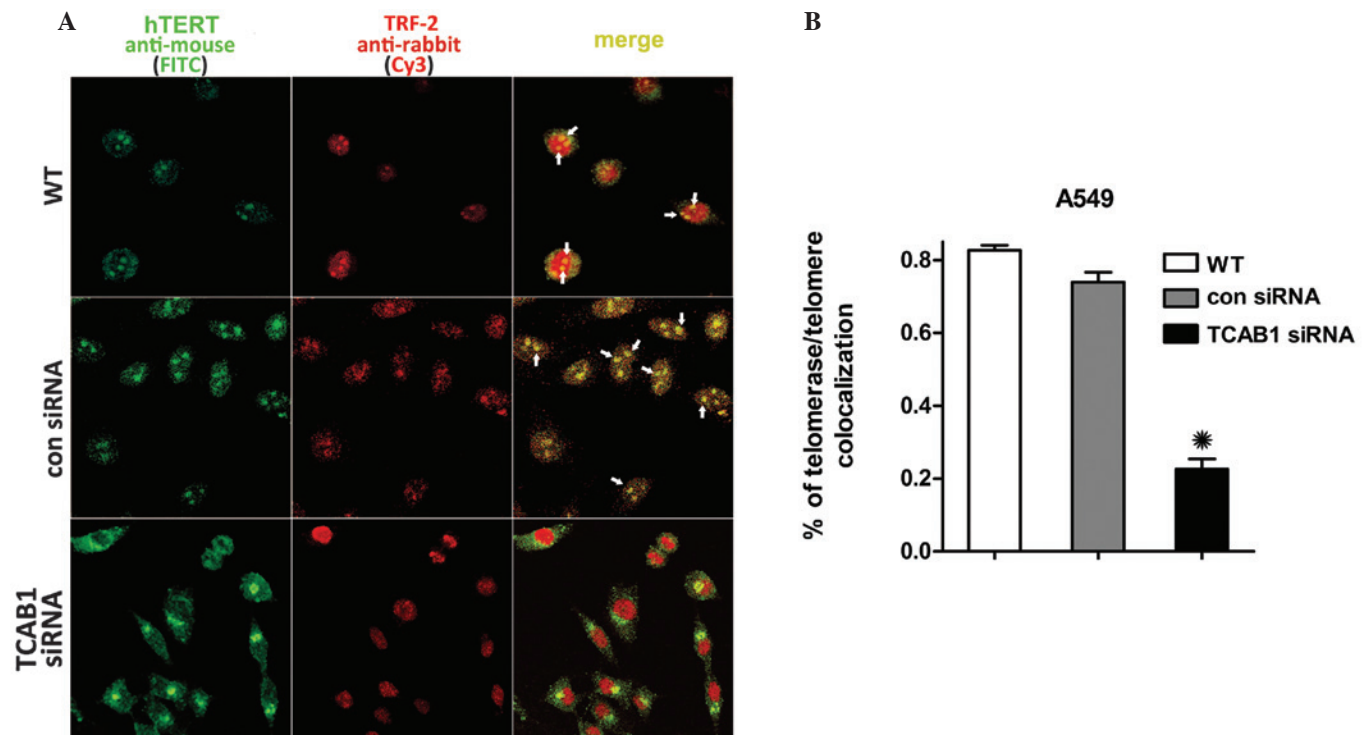 A
hTERT
anti-mouse
(FITC)
TRF-2
anti-rabbit
(Cy3)
merge
WT
con siRNA
TCAB1
siRNA
B
A549
% of telomerase/telomere
colocalization
0.8
0.6
0.4
0.2
0.0
WT
con siRNA
TCAB1 siRNA